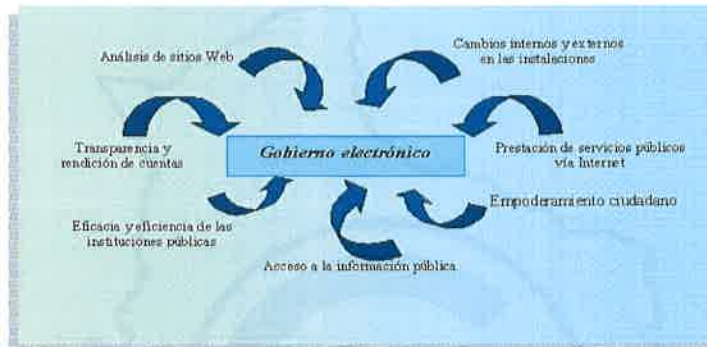 Análisis de sitios Web
Cambios internos y externos
en las instalaciones
Transparencia y
rendición de cuentas
Gobierno electrónico
Prestación de servicios públicos
vía Internet
Eficacia y eficiencia de las
instituciones públicas
Empoderamiento ciudadano
Acceso a la información pública